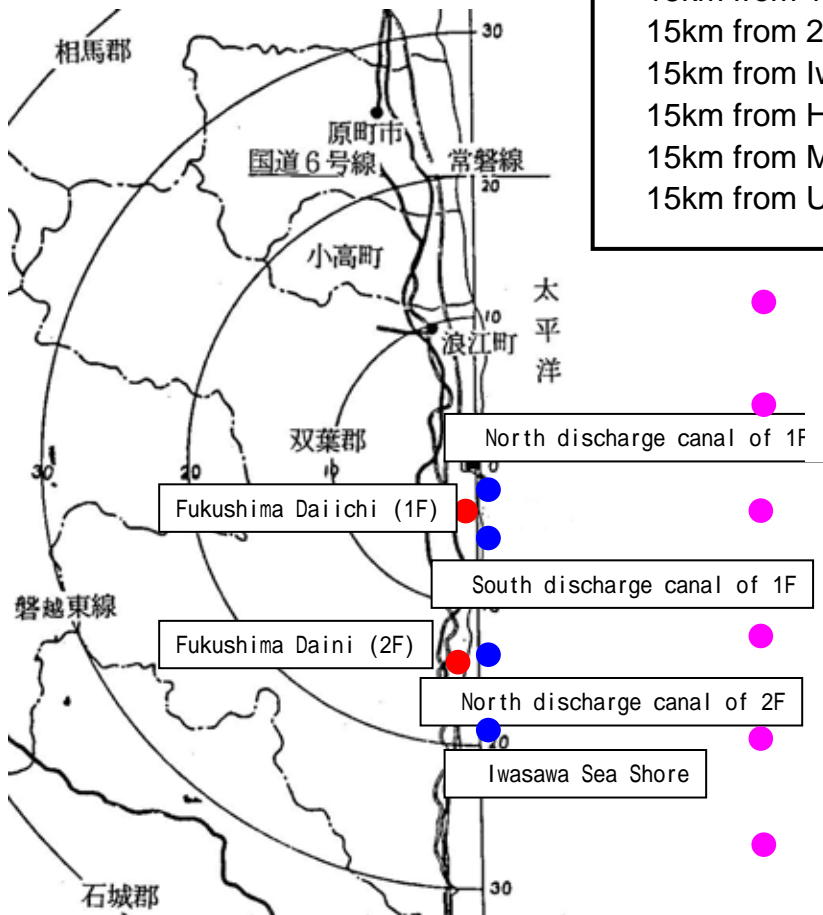 15km from 2
15km from Iw
15km from H
15km from M
15km from U
30
相馬郡
原町市
国道6号線
常磐線
20
小高町
太平洋
10
浪江町
双葉郡
North discharge canal of 1F
30
20
10
0
Fukushima Daiichi (1F)
South discharge canal of 1F
磐越東線
Fukushima Daini (2F)
North discharge canal of 2F
Iwasawa Sea Shore
30
石城郡